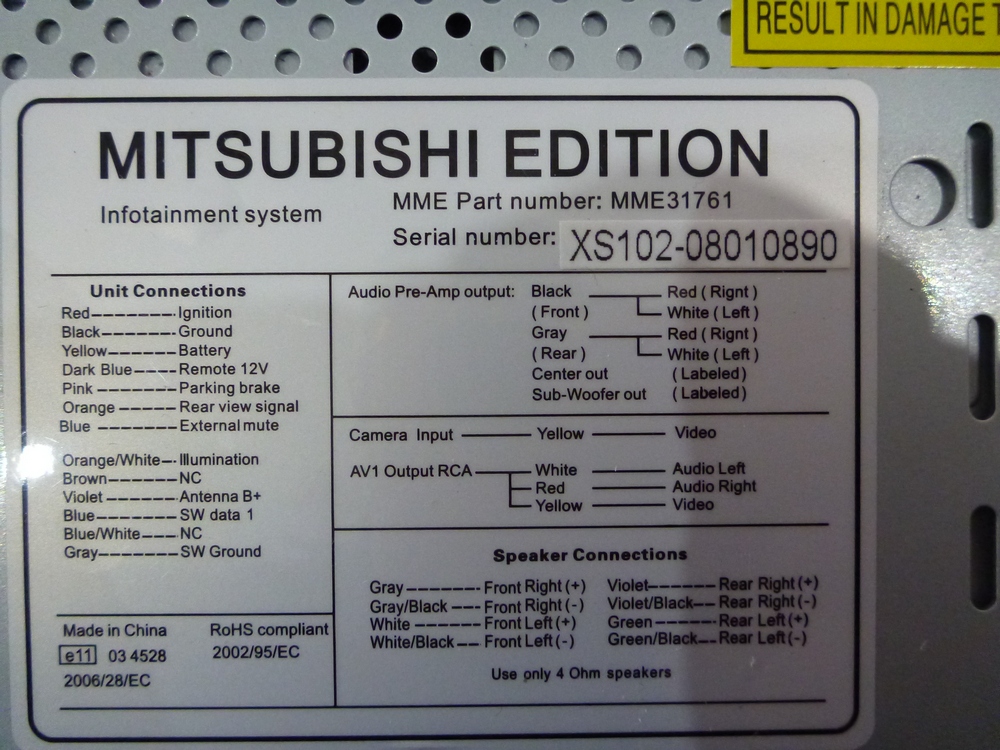 RESULT IN DAMAGE
MITSUBISHI EDITION
Infotainment system
MME Part number: MME31761
Serial number: XS102-08010890
Unit Connections
Red--------Ignition
Black--------Ground
Yellow-------Battery
Dark Blue-----Remote 12V
Pink --------Parking brake
Orange ------Rear view signal
Blue --------External mute
Orange/White--Illumination
Brown--------NC
Violet --------Antenna B+
Blue--------SW data 1
Blue/White----NC
Gray--------SW Ground
Made in China
RoHS compliant
e11 03 4528
2002/95/EC
2006/28/EC
Audio Pre-Amp output: Black Red ( Rignt )
( Front ) White ( Left )
Gray Red ( Rignt )
( Rear ) White ( Left )
Center out ( Labeled )
Sub-Woofer out ( Labeled )
Camera Input Yellow Video
AV1 Output RCA White Audio Left
Red Audio Right
Yellow Video
Speaker Connections
Gray-------Front Right (+) Violet------Rear Right (+)
Gray/Black ---Front Right (-) Violet/Black--Rear Right (-)
White -------Front Left (+) Green------Rear Left (+)
White/Black--Front Left (-) Green/Black--Rear Left (-)
Use only 4 Ohm speakers